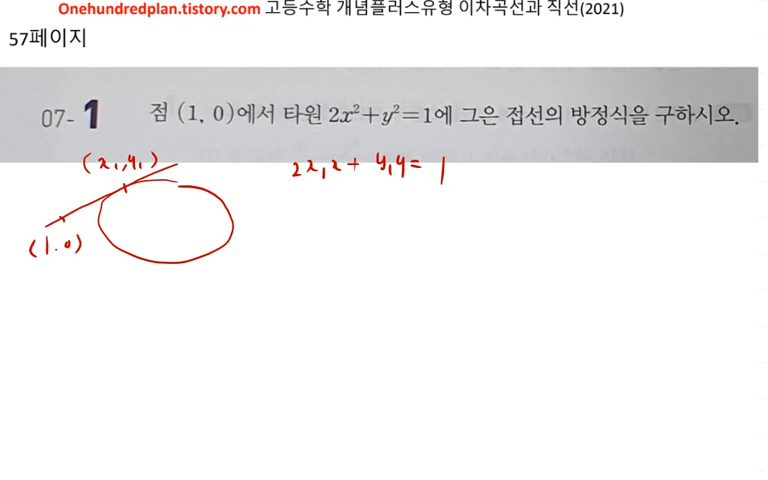 Onehundredplan.tistory.com 고등수학 개념플러스유형 이차곡선과 직선(2021)
57페이지
07-1 점 (1, 0)에서 타원 2x²+y²=1에 그은 접선의 방정식을 구하시오.
(x₁, y₁)
2x₁x + y₁y = 1
(1.0)